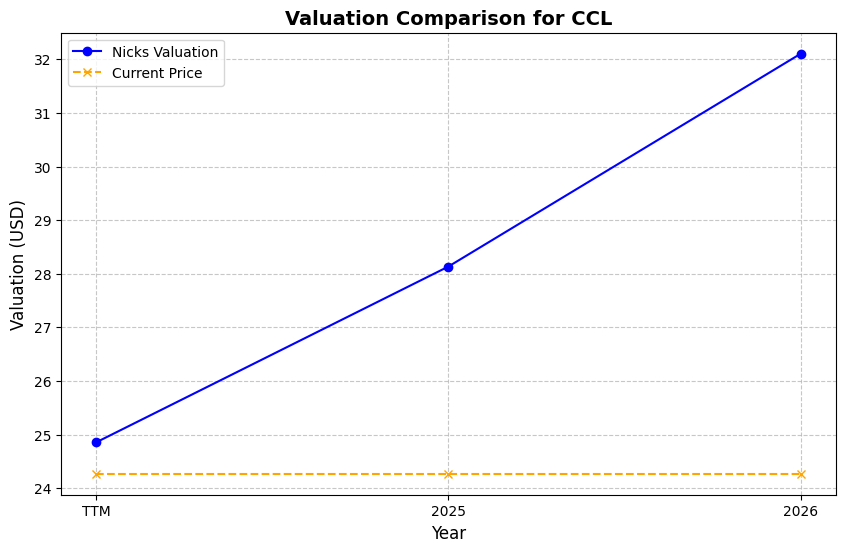 Valuation Comparison for CCL
Nicks Valuation
Current Price
Valuation (USD)
32
31
30
29
28
27
26
25
24
TTM
2025
2026
Year